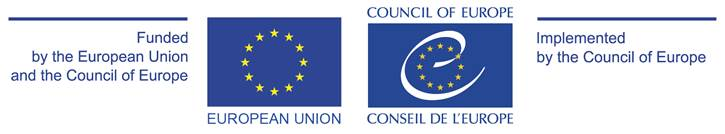 Funded
by the European Union
and the Council of Europe
EUROPEAN UNION
COUNCIL OF EUROPE
CONSEIL DE L'EUROPE
Implemented
by the Council of Europe